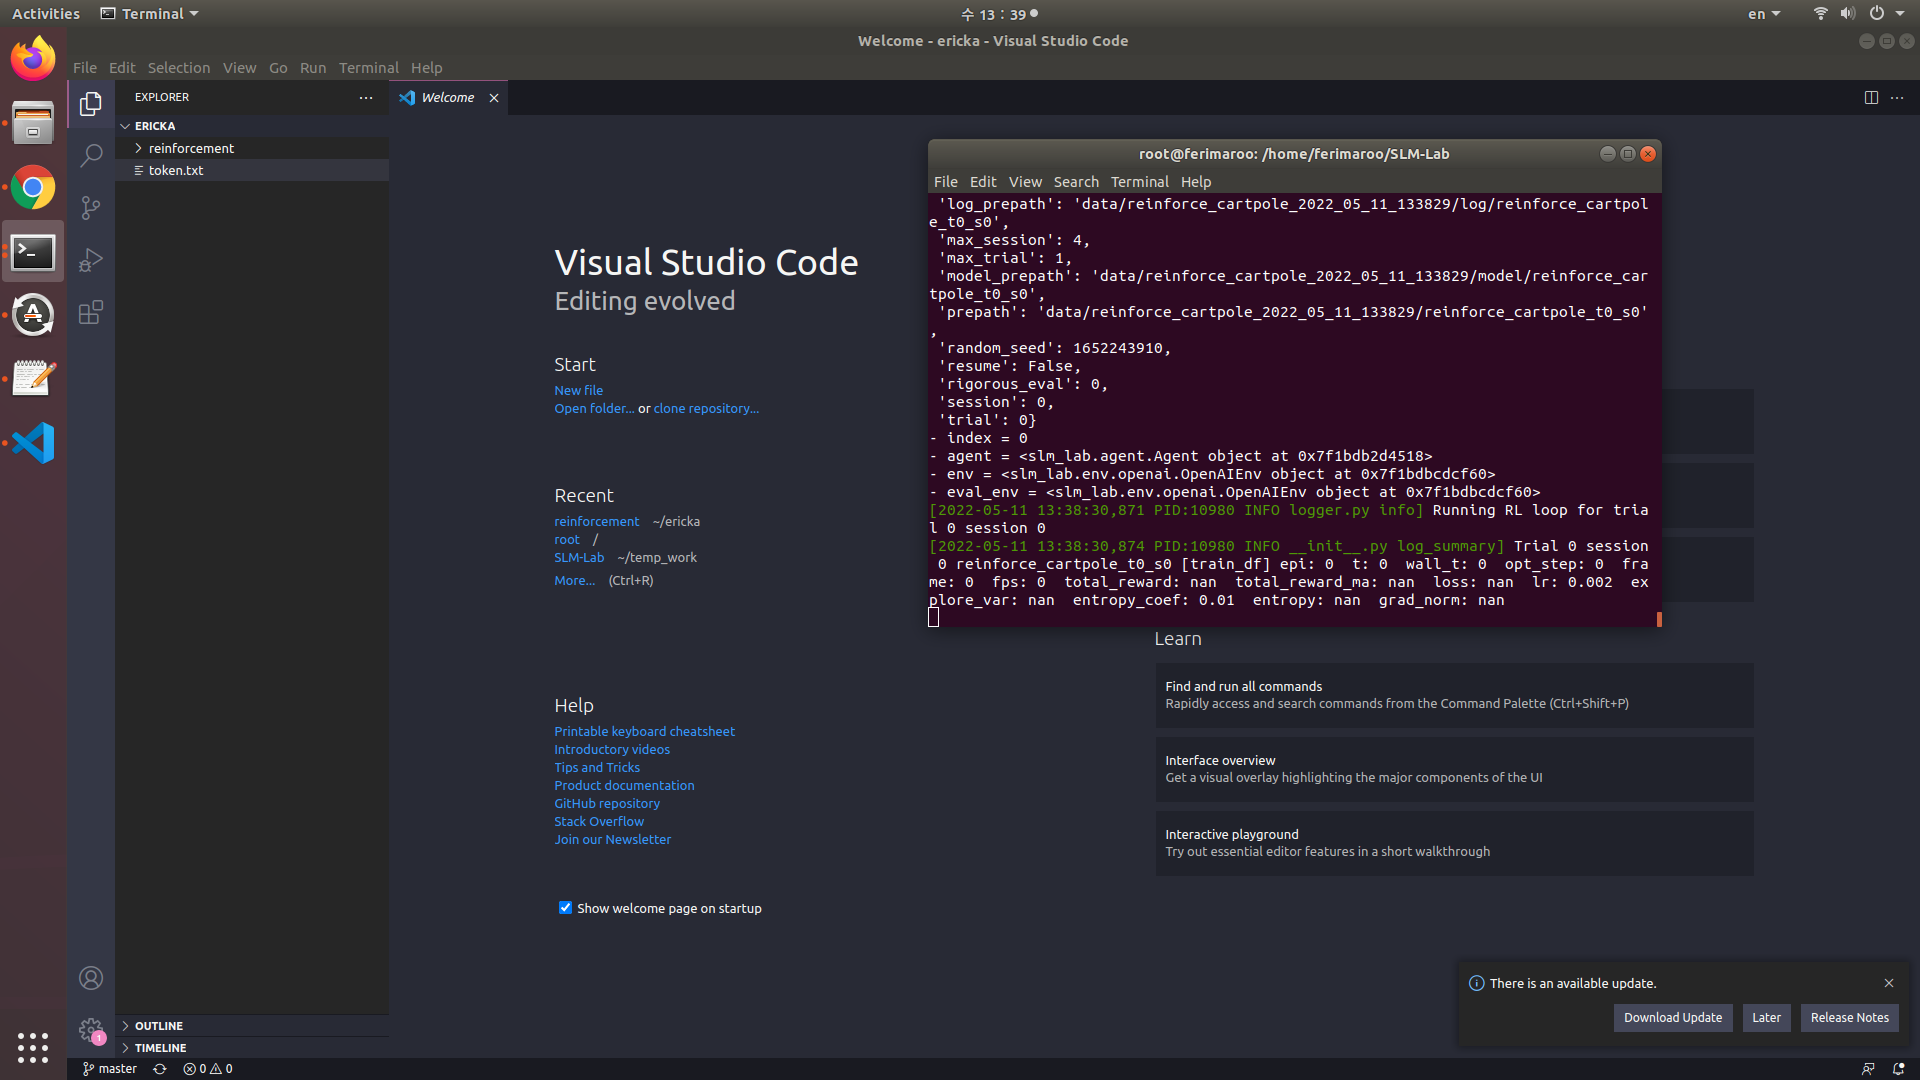 Activities
Terminal
수 13 : 39
en
Welcome - ericka - Visual Studio Code
File Edit Selection View Go Run Terminal Help
EXPLORER
ERICKA
reinforcement
token.txt
OUTLINE
TIMELINE
Welcome
Visual Studio Code
Editing evolved
Start
New file
Open folder... or clone repository...
Recent
reinforcement ~/ericka
root /
SLM-Lab ~/temp_work
More... (Ctrl+R)
Help
Printable keyboard cheatsheet
Introductory videos
Tips and Tricks
Product documentation
GitHub repository
Stack Overflow
Join our Newsletter
Show welcome page on startup
root@ferimaroo: /home/ferimaroo/SLM-Lab
File Edit View Search Terminal Help
'log_prepath': 'data/reinforce_cartpole_2022_05_11_133829/log/reinforce_cartpol
e_t0_s0',
'max_session': 4,
'max_trial': 1,
'model_prepath': 'data/reinforce_cartpole_2022_05_11_133829/model/reinforce_car
tpole_t0_s0',
'prepath': 'data/reinforce_cartpole_2022_05_11_133829/reinforce_cartpole_t0_s0'
,
'random_seed': 1652243910,
'resume': False,
'rigorous_eval': 0,
'session': 0,
'trial': 0}
- index = 0
- agent = <slm_lab.agent.Agent object at 0x7f1bdb2d4518>
- env = <slm_lab.env.openai.OpenAIEnv object at 0x7f1bdbcdcf60>
- eval_env = <slm_lab.env.openai.OpenAIEnv object at 0x7f1bdbcdcf60>
[2022-05-11 13:38:30,871 PID:10980 INFO logger.py info] Running RL loop for tria
l 0 session 0
[2022-05-11 13:38:30,874 PID:10980 INFO __init__.py log_summary] Trial 0 session
0 reinforce_cartpole_t0_s0 [train_df] epi: 0 t: 0 wall_t: 0 opt_step: 0 fra
me: 0 fps: 0 total_reward: nan total_reward_ma: nan loss: nan lr: 0.002 ex
plore_var: nan entropy_coef: 0.01 entropy: nan grad_norm: nan
Learn
Find and run all commands
Rapidly access and search commands from the Command Palette (Ctrl+Shift+P)
Interface overview
Get a visual overlay highlighting the major components of the UI
Interactive playground
Try out essential editor features in a short walkthrough
There is an available update.
Download Update
Later
Release Notes
1
master
0 0